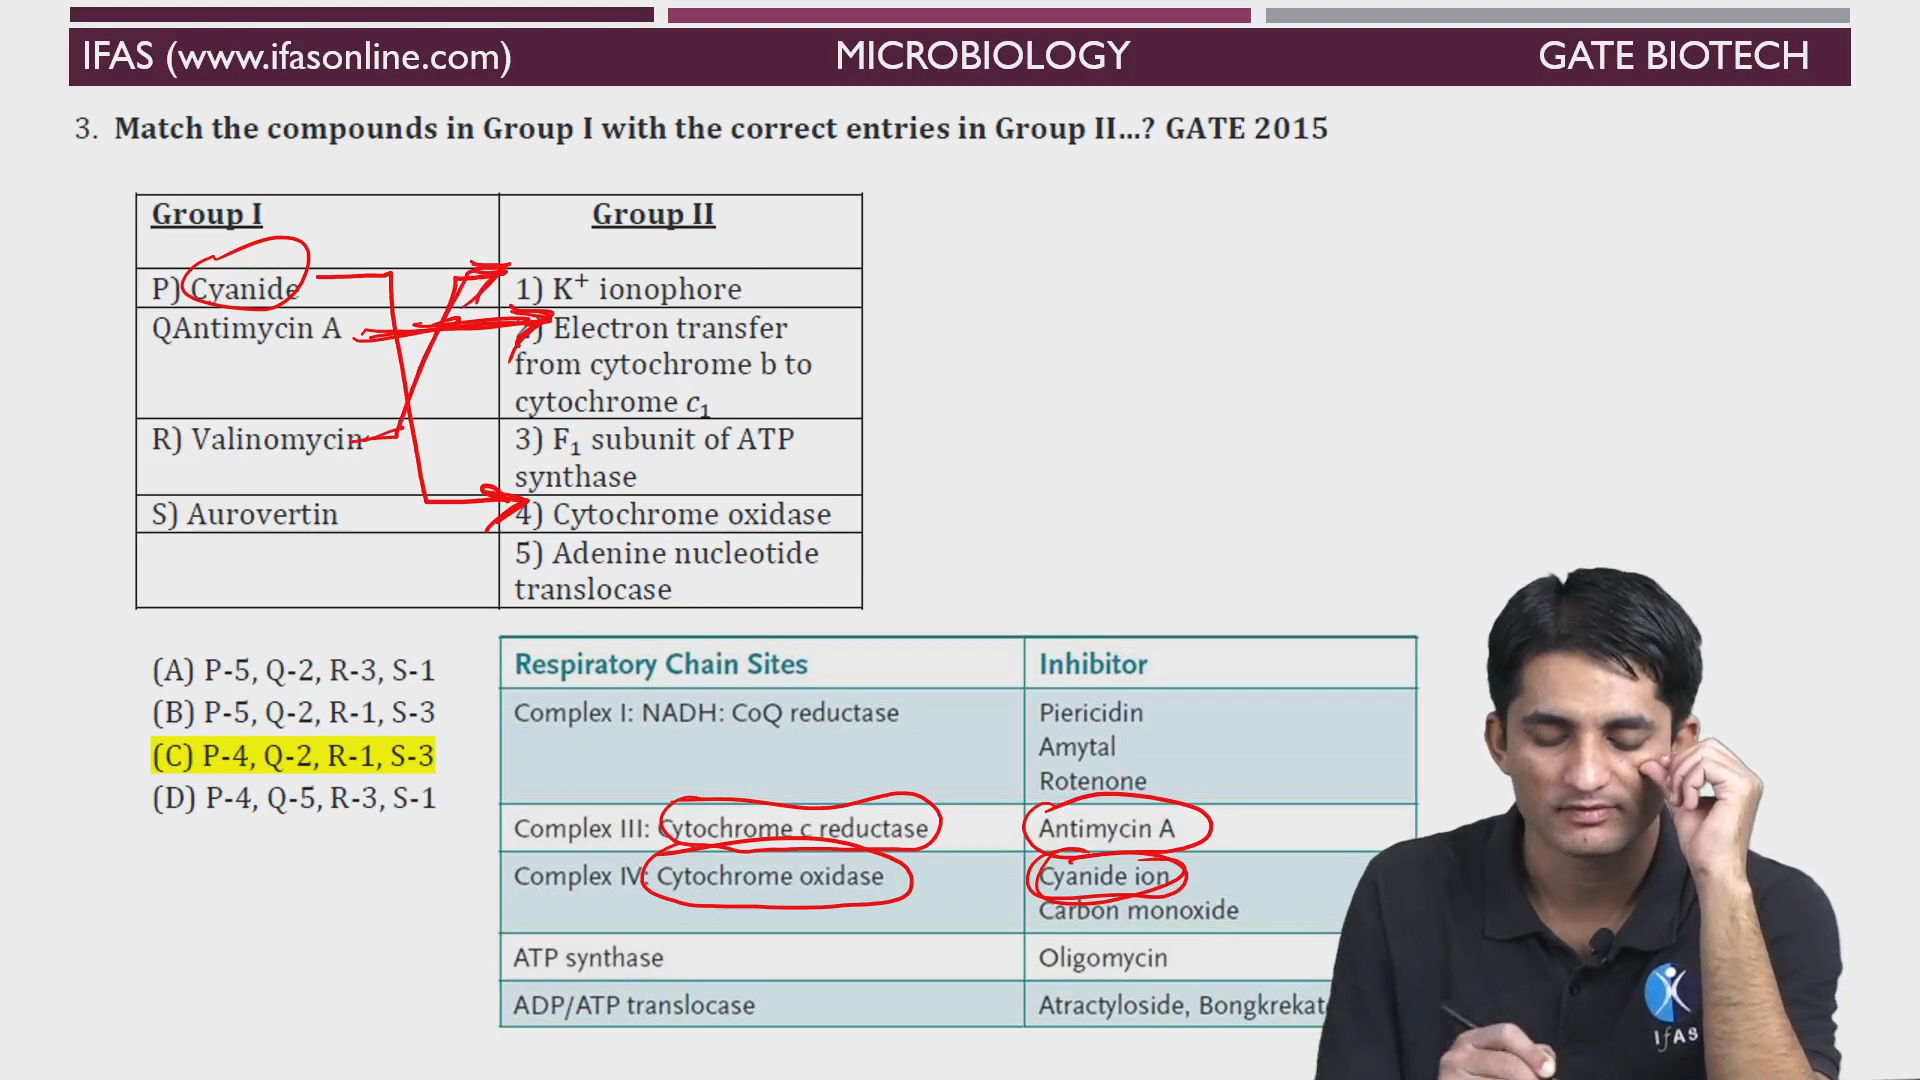 IFAS (www.ifasonline.com) MICROBIOLOGY GATE BIOTECH
3. Match the compounds in Group I with the correct entries in Group II...? GATE 2015
Group I Group II
P) Cyanide 1) K⁺ ionophore
QAntimycin A 2) Electron transfer
from cytochrome b to
cytochrome c₁
R) Valinomycin 3) F₁ subunit of ATP
synthase
S) Aurovertin 4) Cytochrome oxidase
5) Adenine nucleotide
translocase
(A) P-5, Q-2, R-3, S-1
(B) P-5, Q-2, R-1, S-3
(C) P-4, Q-2, R-1, S-3
(D) P-4, Q-5, R-3, S-1
Respiratory Chain Sites Inhibitor
Complex I: NADH: CoQ reductase Piericidin
Amytal
Rotenone
Complex III: Cytochrome c reductase Antimycin A
Complex IV: Cytochrome oxidase Cyanide ion
Carbon monoxide
ATP synthase Oligomycin
ADP/ATP translocase Atractyloside,
IfAS